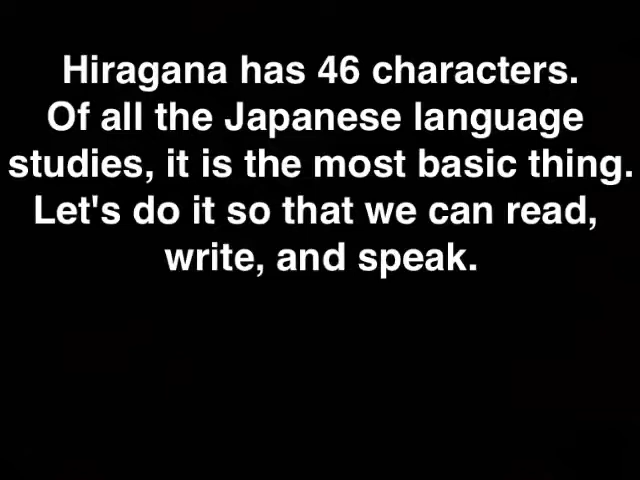 Hiragana has 46 characters.
Of all the Japanese language
studies, it is the most basic thing.
Let's do it so that we can read,
write, and speak.